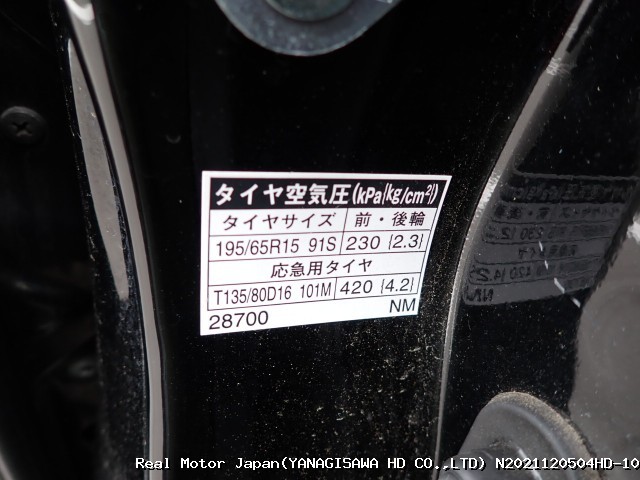 タイヤ空気圧(kPa{kg/cm²})
タイヤサイズ 前・後輪
195/65R15 91S 230 {2.3}
応急用タイヤ
T135/80D16 101M 420 {4.2}
28700 NM
Real Motor Japan(YANAGISAWA HD CO.,LTD) N2021120504HD-10